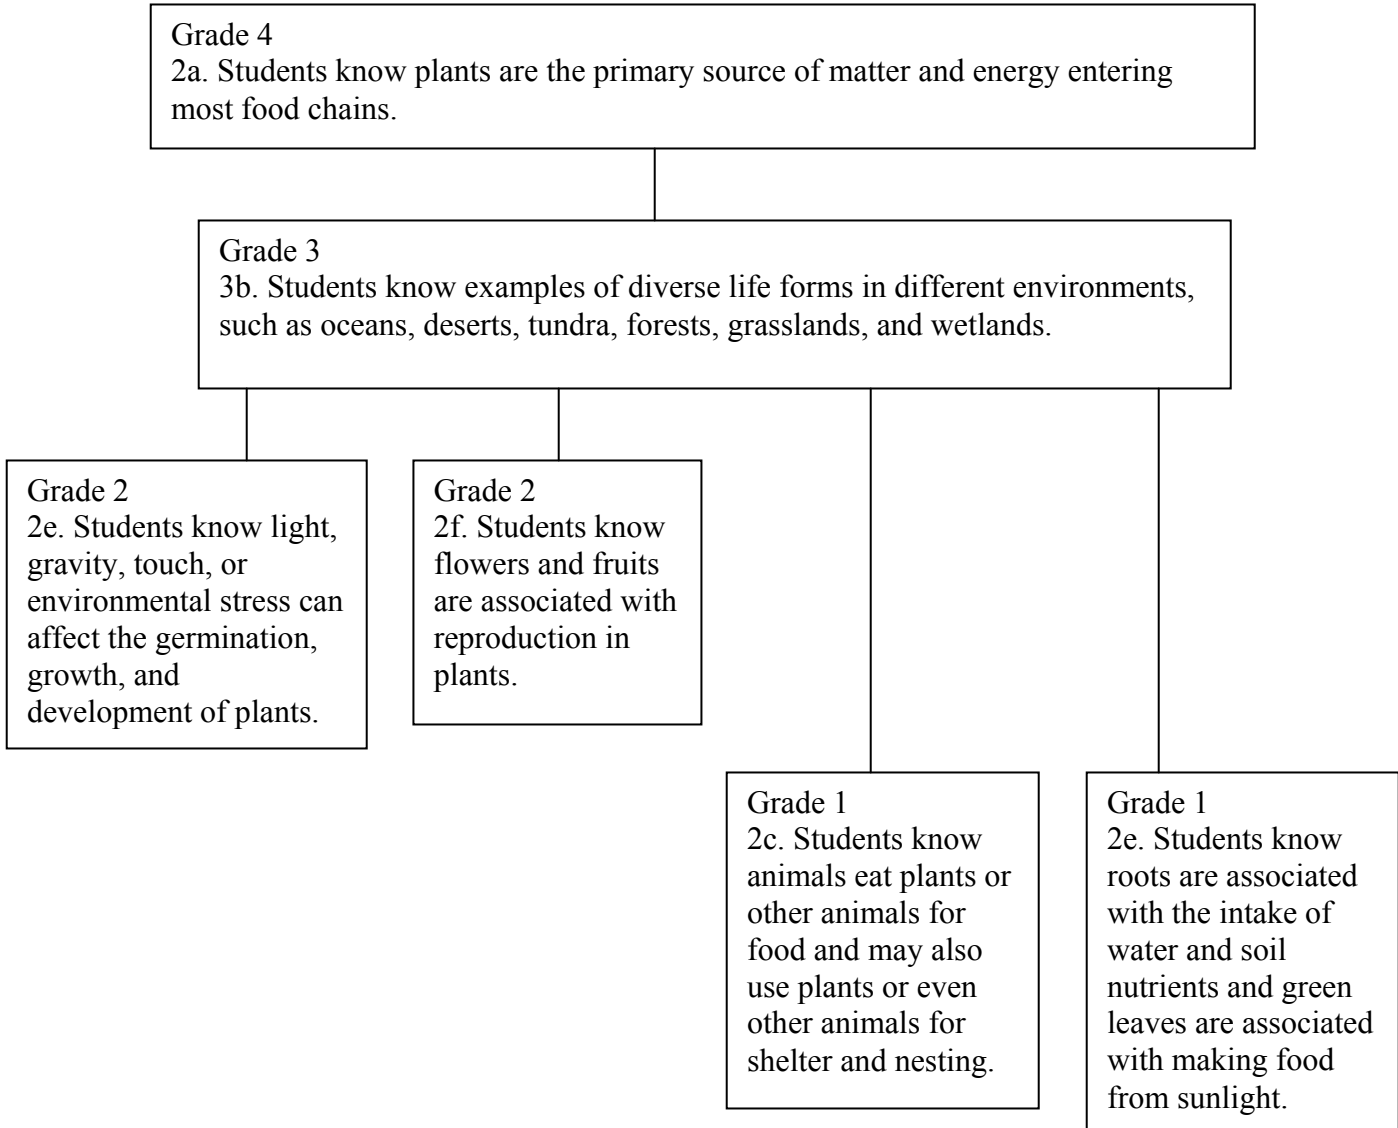 Grade 4
2a. Students know plants are the primary source of matter and energy entering
most food chains.
Grade 3
3b. Students know examples of diverse life forms in different environments,
such as oceans, deserts, tundra, forests, grasslands, and wetlands.
Grade 2
2e. Students know light,
gravity, touch, or
environmental stress can
affect the germination,
growth, and
development of plants.
Grade 2
2f. Students know
flowers and fruits
are associated with
reproduction in
plants.
Grade 1
2c. Students know
animals eat plants or
other animals for
food and may also
use plants or even
other animals for
shelter and nesting.
Grade 1
2e. Students know
roots are associated
with the intake of
water and soil
nutrients and green
leaves are associated
with making food
from sunlight.